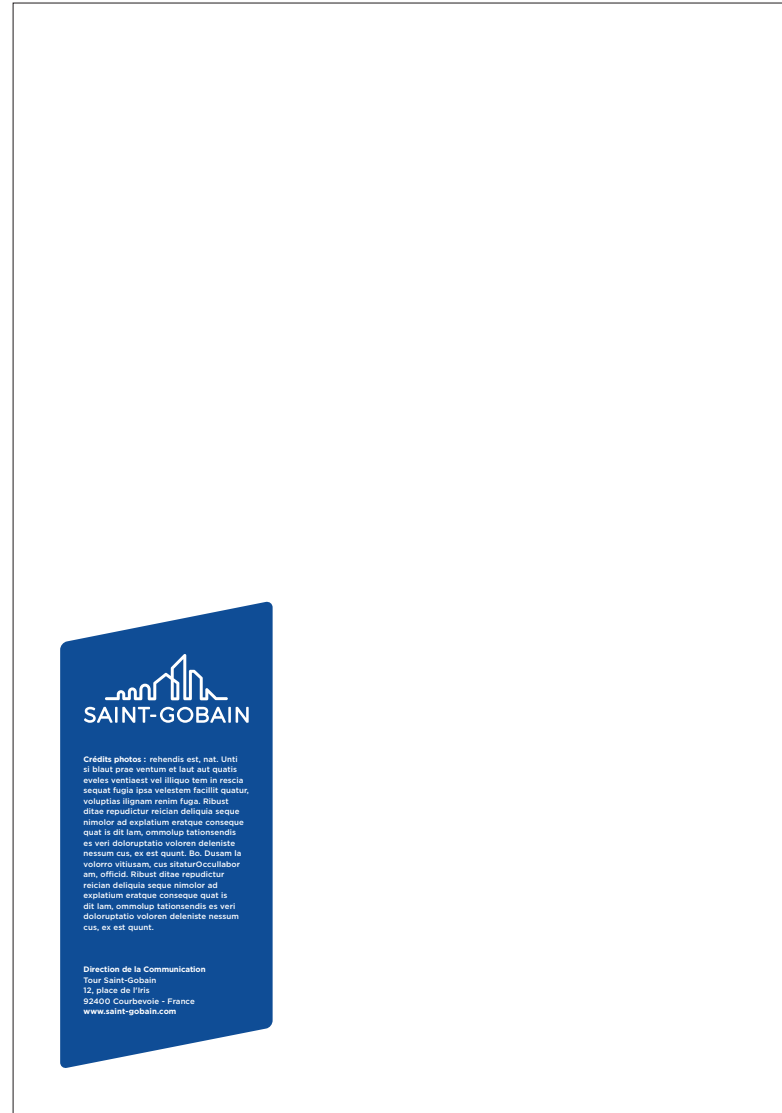 SAINT-GOBAIN
Crédits photos : rehendis est, nat. Unti
si blaut prae ventum et laut aut quatis
eveles ventiaest vel illiquo tem in rescia
sequat fugia ipsa velestem facillit quatur,
voluptias ilignam renim fuga. Ribust
ditae repudictur reician deliquia seque
nimolor ad explatium eratque conseque
quat is dit lam, ommolup tationsendis
es veri doloruptatio voloren deleniste
nessum cus, ex est quunt. Bo. Dusam la
volorro vitiusam, cus sitaturOccullabor
am, officid. Ribust ditae repudictur
reician deliquia seque nimolor ad
explatium eratque conseque quat is
dit lam, ommolup tationsendis es veri
doloruptatio voloren deleniste nessum
cus, ex est quunt.
Direction de la Communication
Tour Saint-Gobain
12, place de l'Iris
92400 Courbevoie - France
www.saint-gobain.com